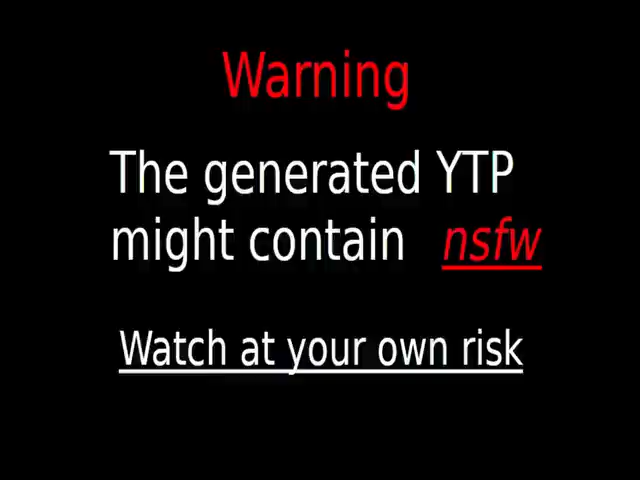 Warning
The generated YTP
might contain nsfw
Watch at your own risk